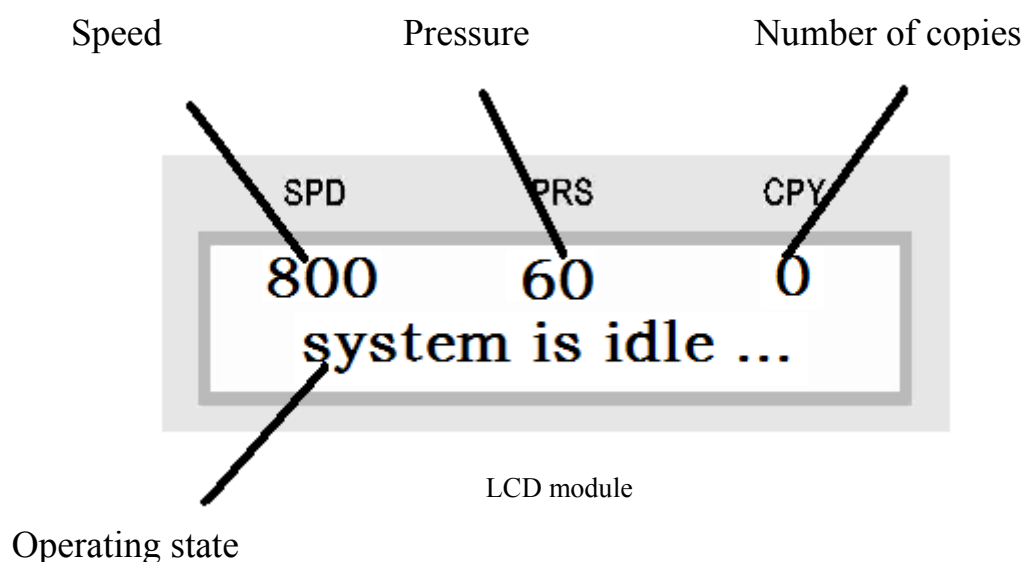 Speed Pressure Number of copies
SPD PRS CPY
800 60 0
system is idle ...
LCD module
Operating state